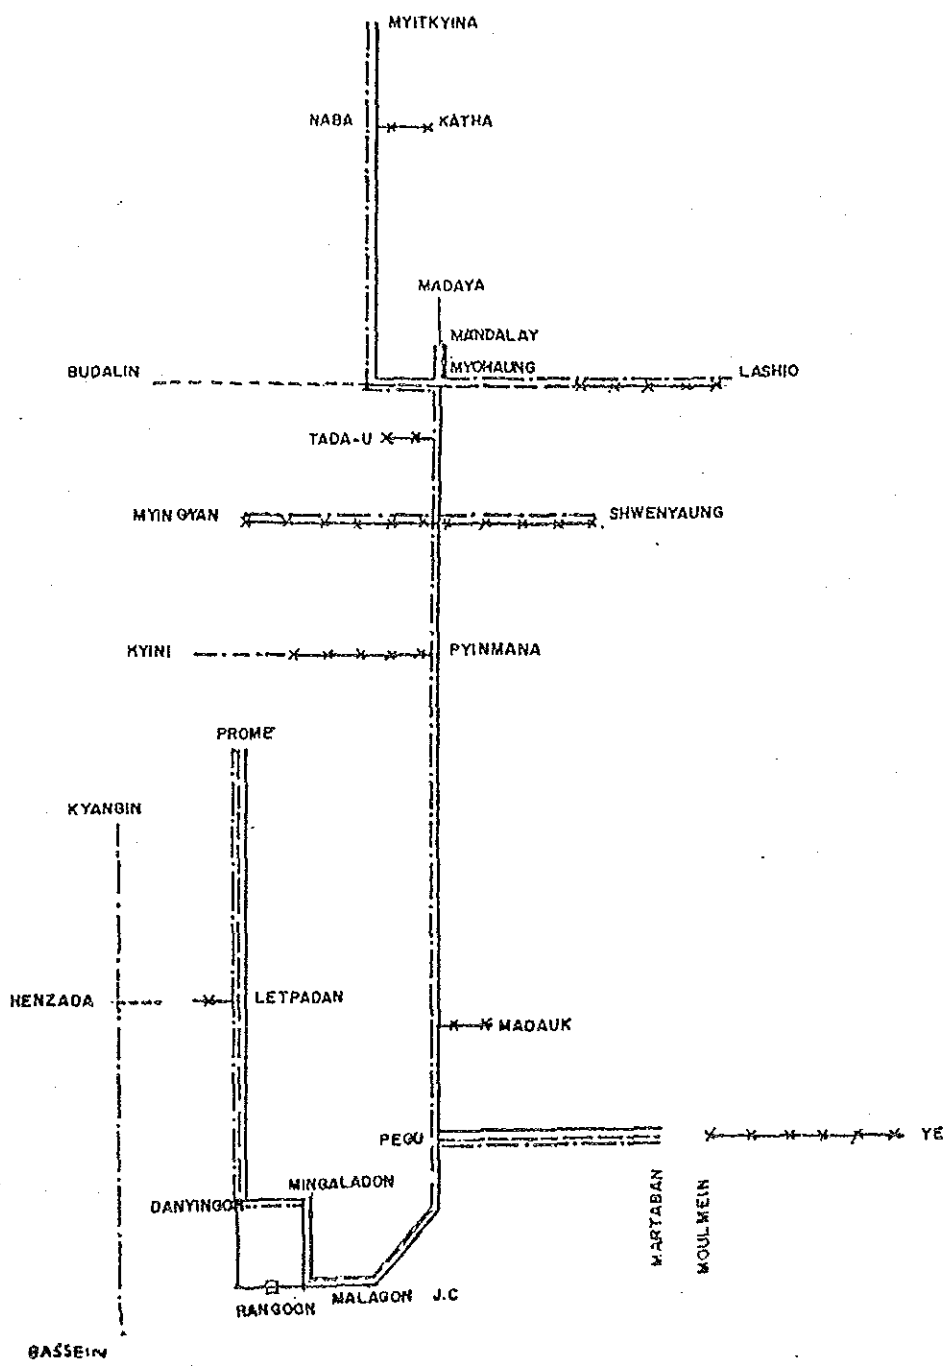 MYITKYINA
NABA
KATHA
MADAYA
MANDALAY
MYOHAUNG
BUDALIN
LASHIO
TADA-U
MYINGYAN
SHWENYAUNG
KYINI
PYINMANA
PROME
KYANGIN
HENZADA
LETPADAN
MADAUK
PEGU
YE
MINGALADON
DANYINGON
MARTABAN
MOULMEIN
RANGOON
MALAGON J.C
BASSEIN